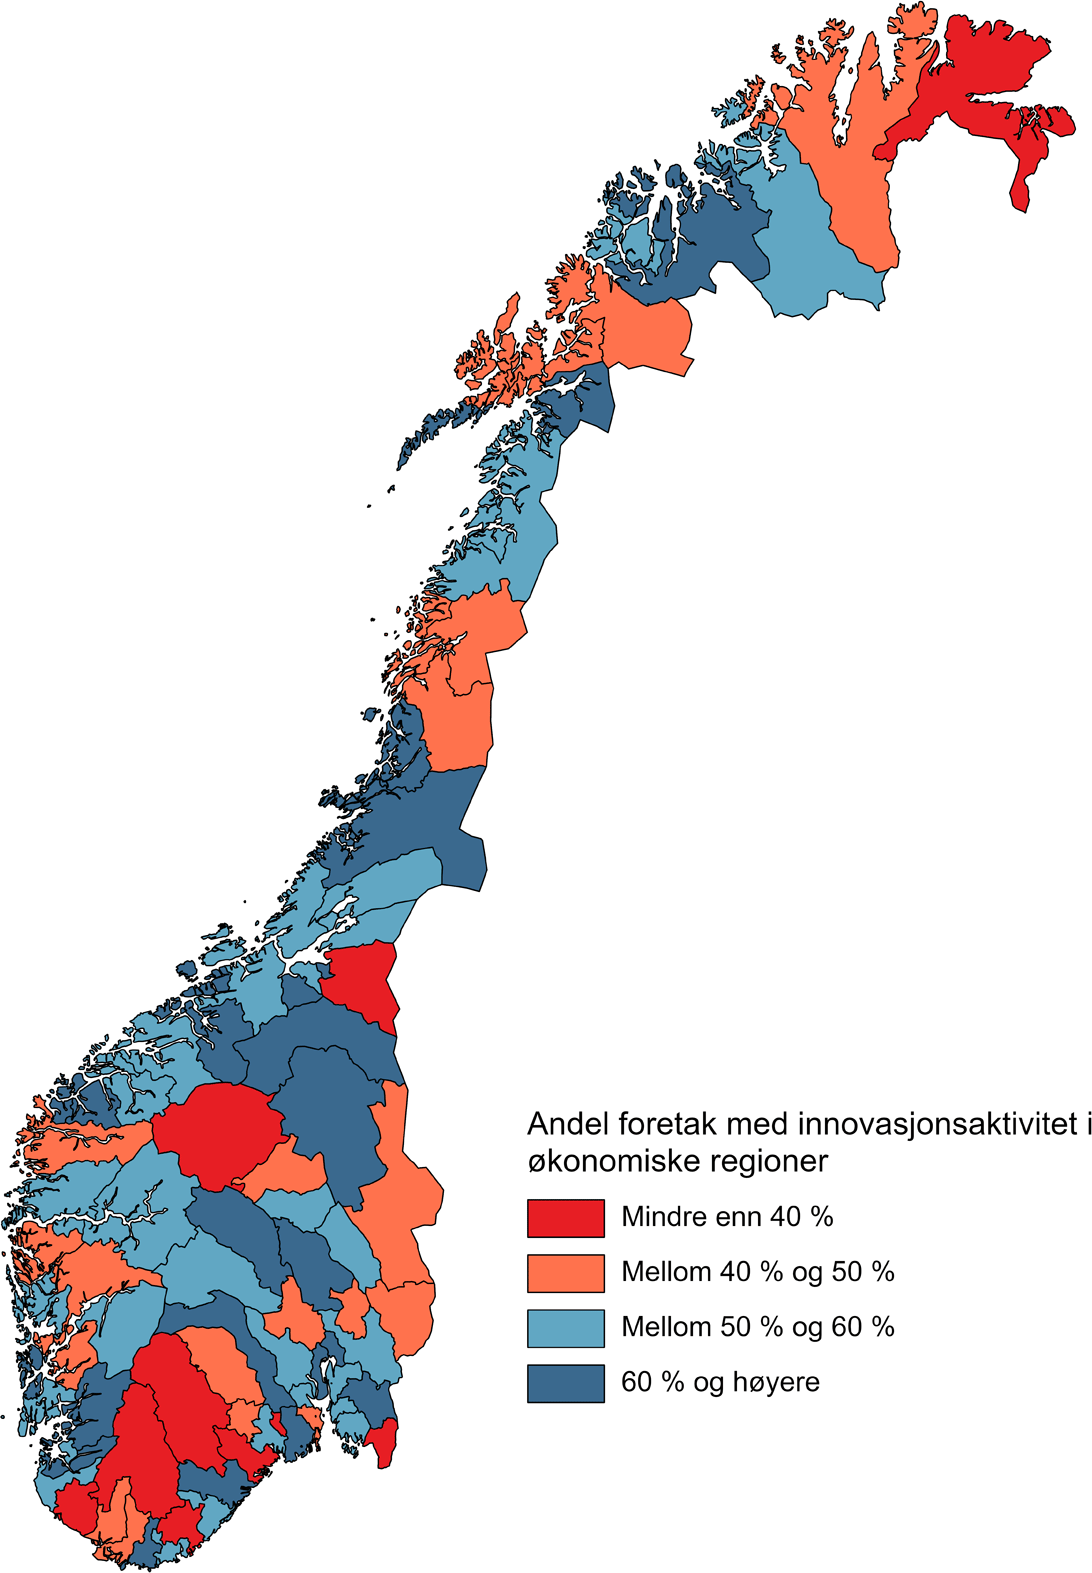 Andel foretak med innovasjonsaktivitet i
økonomiske regioner
Mindre enn 40 %
Mellom 40 % og 50 %
Mellom 50 % og 60 %
60 % og høyere